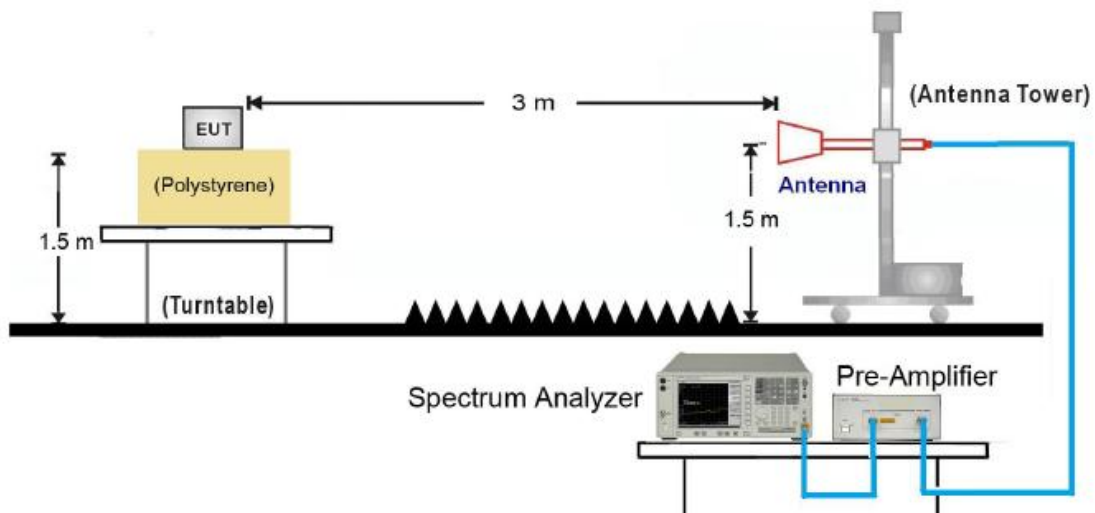 3 m
(Antenna Tower)
EUT
(Polystyrene)
Antenna
1.5 m
1.5 m
(Turntable)
Spectrum Analyzer
Pre-Amplifier